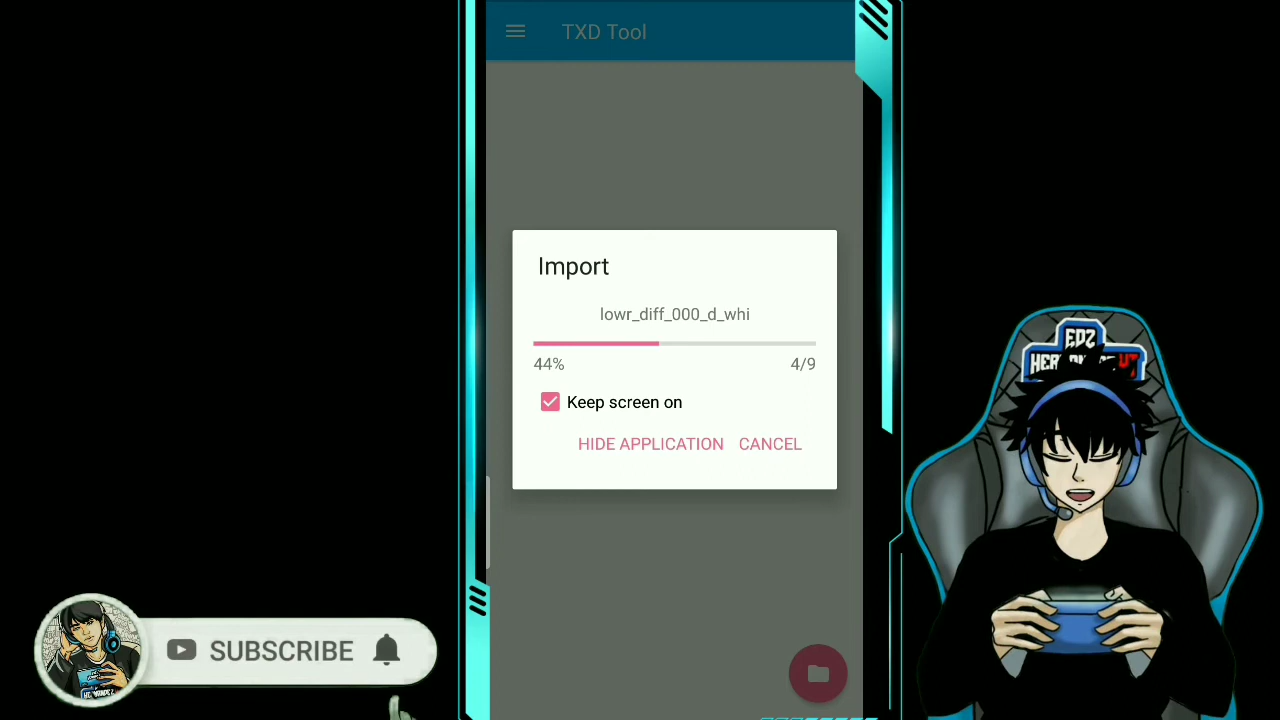 TXD Tool
Import
lowr_diff_000_d_whi
44% 4/9
Keep screen on
HIDE APPLICATION CANCEL
SUBSCRIBE